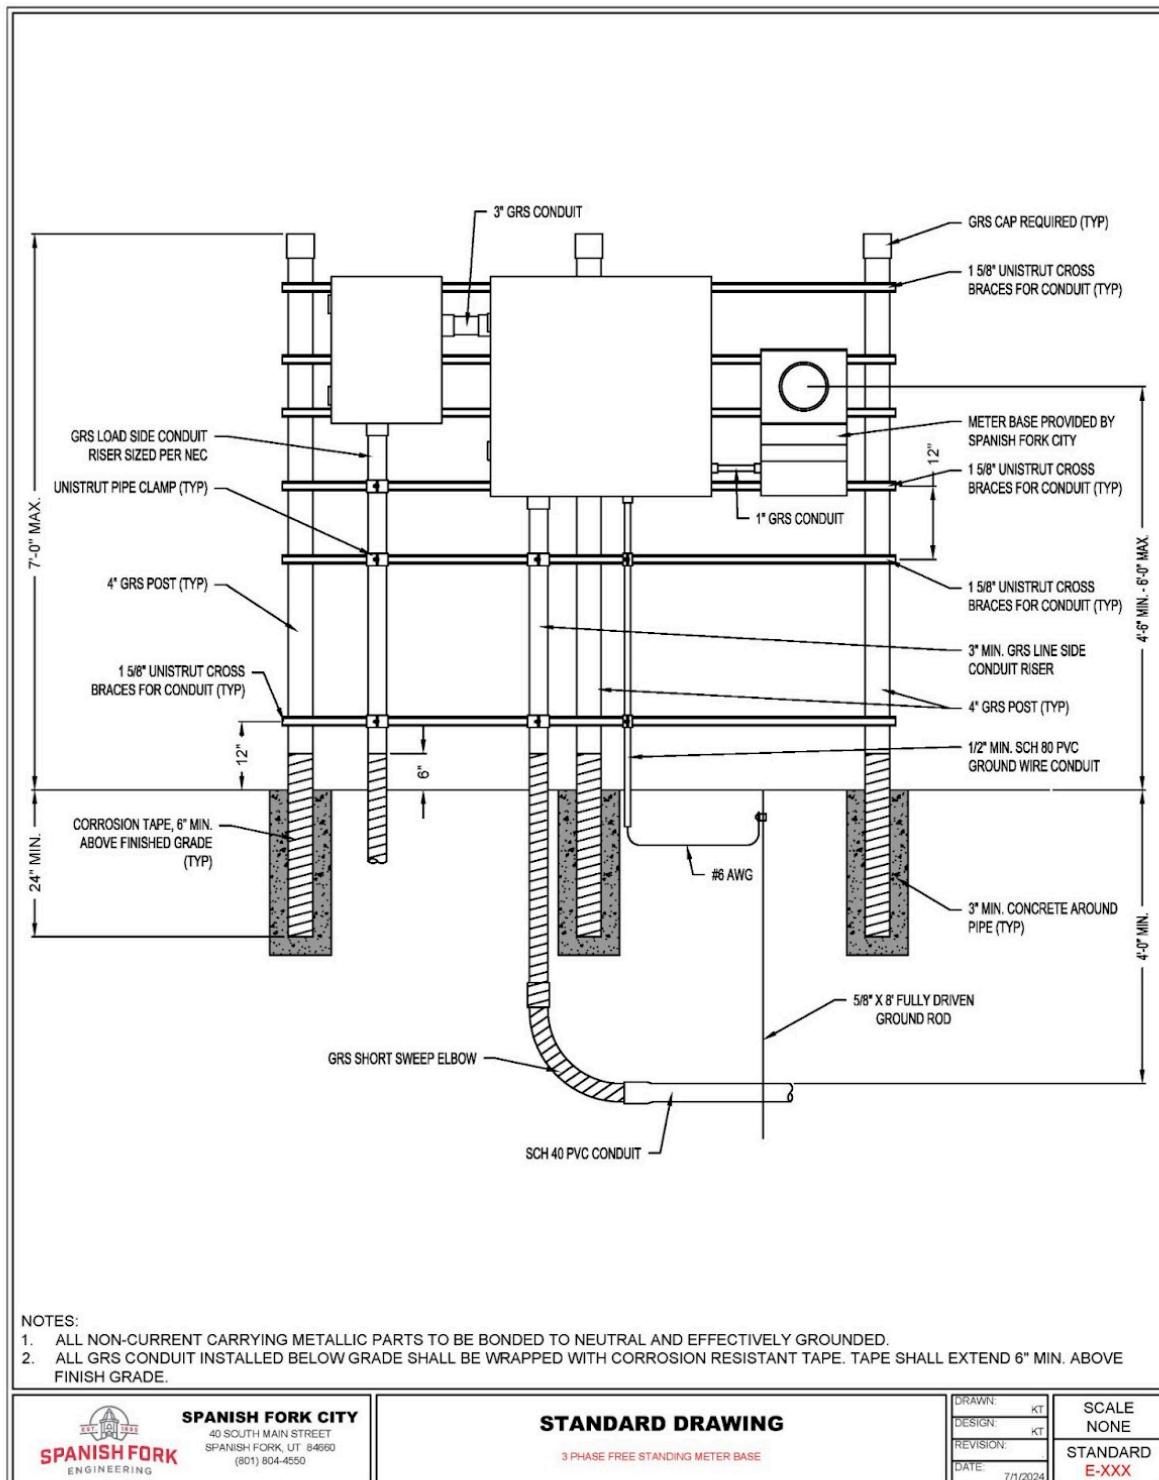 3" GRS CONDUIT
GRS CAP REQUIRED (TYP)
1 5/8" UNISTRUT CROSS
BRACES FOR CONDUIT (TYP)
GRS LOAD SIDE CONDUIT
RISER SIZED PER NEC
METER BASE PROVIDED BY
SPANISH FORK CITY
12"
UNISTRUT PIPE CLAMP (TYP)
1 5/8" UNISTRUT CROSS
BRACES FOR CONDUIT (TYP)
1" GRS CONDUIT
7'-0" MAX.
4" GRS POST (TYP)
1 5/8" UNISTRUT CROSS
BRACES FOR CONDUIT (TYP)
4'-6" MIN. - 6'-0" MAX.
3" MIN. GRS LINE SIDE
CONDUIT RISER
1 5/8" UNISTRUT CROSS
BRACES FOR CONDUIT (TYP)
4" GRS POST (TYP)
12"
6"
1/2" MIN. SCH 80 PVC
GROUND WIRE CONDUIT
CORROSION TAPE, 6" MIN.
ABOVE FINISHED GRADE
(TYP)
24" MIN.
#6 AWG
3" MIN. CONCRETE AROUND
PIPE (TYP)
4'-0" MIN.
5/8" X 8' FULLY DRIVEN
GROUND ROD
GRS SHORT SWEEP ELBOW
SCH 40 PVC CONDUIT
NOTES:
1. ALL NON-CURRENT CARRYING METALLIC PARTS TO BE BONDED TO NEUTRAL AND EFFECTIVELY GROUNDED.
2. ALL GRS CONDUIT INSTALLED BELOW GRADE SHALL BE WRAPPED WITH CORROSION RESISTANT TAPE. TAPE SHALL EXTEND 6" MIN. ABOVE
FINISH GRADE.
EST. 1850
SPANISH FORK
ENGINEERING
SPANISH FORK CITY
40 SOUTH MAIN STREET
SPANISH FORK, UT 84660
(801) 804-4550
STANDARD DRAWING
3 PHASE FREE STANDING METER BASE
DRAWN: KT
DESIGN: KT
REVISION:
DATE: 7/1/2024
SCALE
NONE
STANDARD
E-XXX